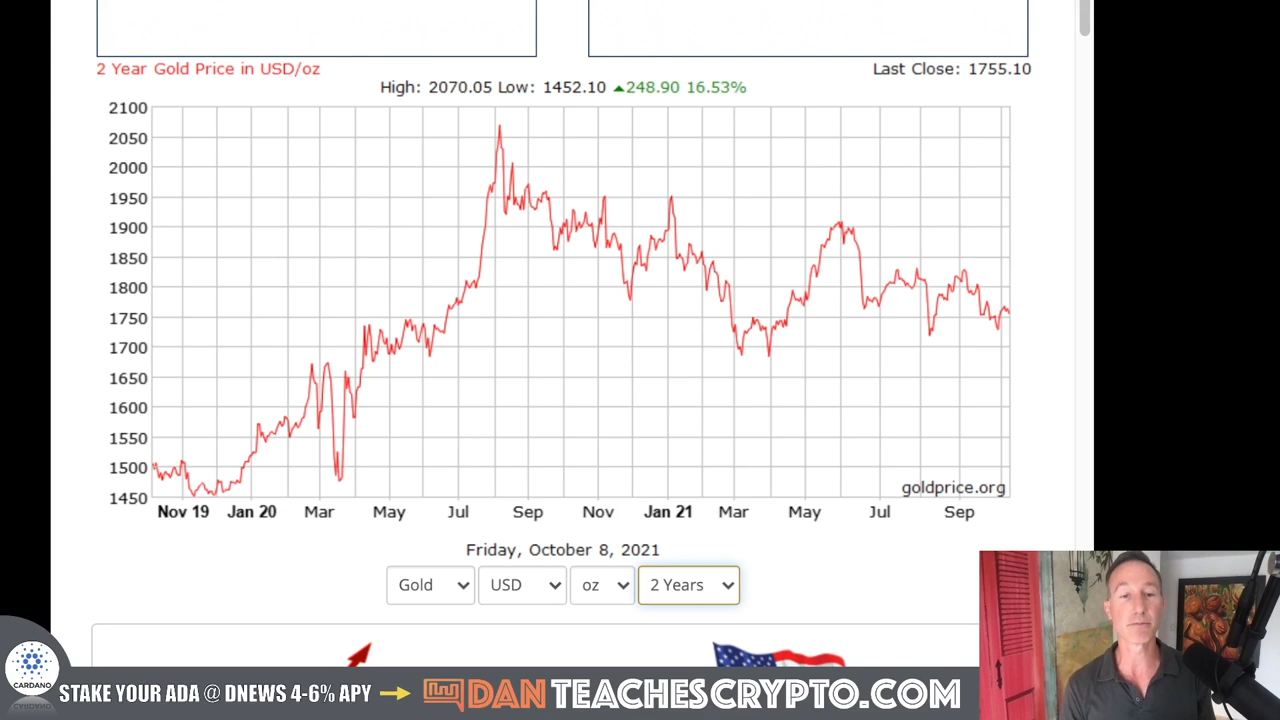 2 Year Gold Price in USD/oz
Last Close: 1755.10
High: 2070.05 Low: 1452.10 ▲248.90 16.53%
2100
2050
2000
1950
1900
1850
1800
1750
1700
1650
1600
1550
1500
1450
goldprice.org
Nov 19 Jan 20 Mar May Jul Sep Nov Jan 21 Mar May Jul Sep
Friday, October 8, 2021
Gold USD oz 2 Years
CARDANO
STAKE YOUR ADA @ DNEWS 4-6% APY
DANTEACHESCRYPTO.COM